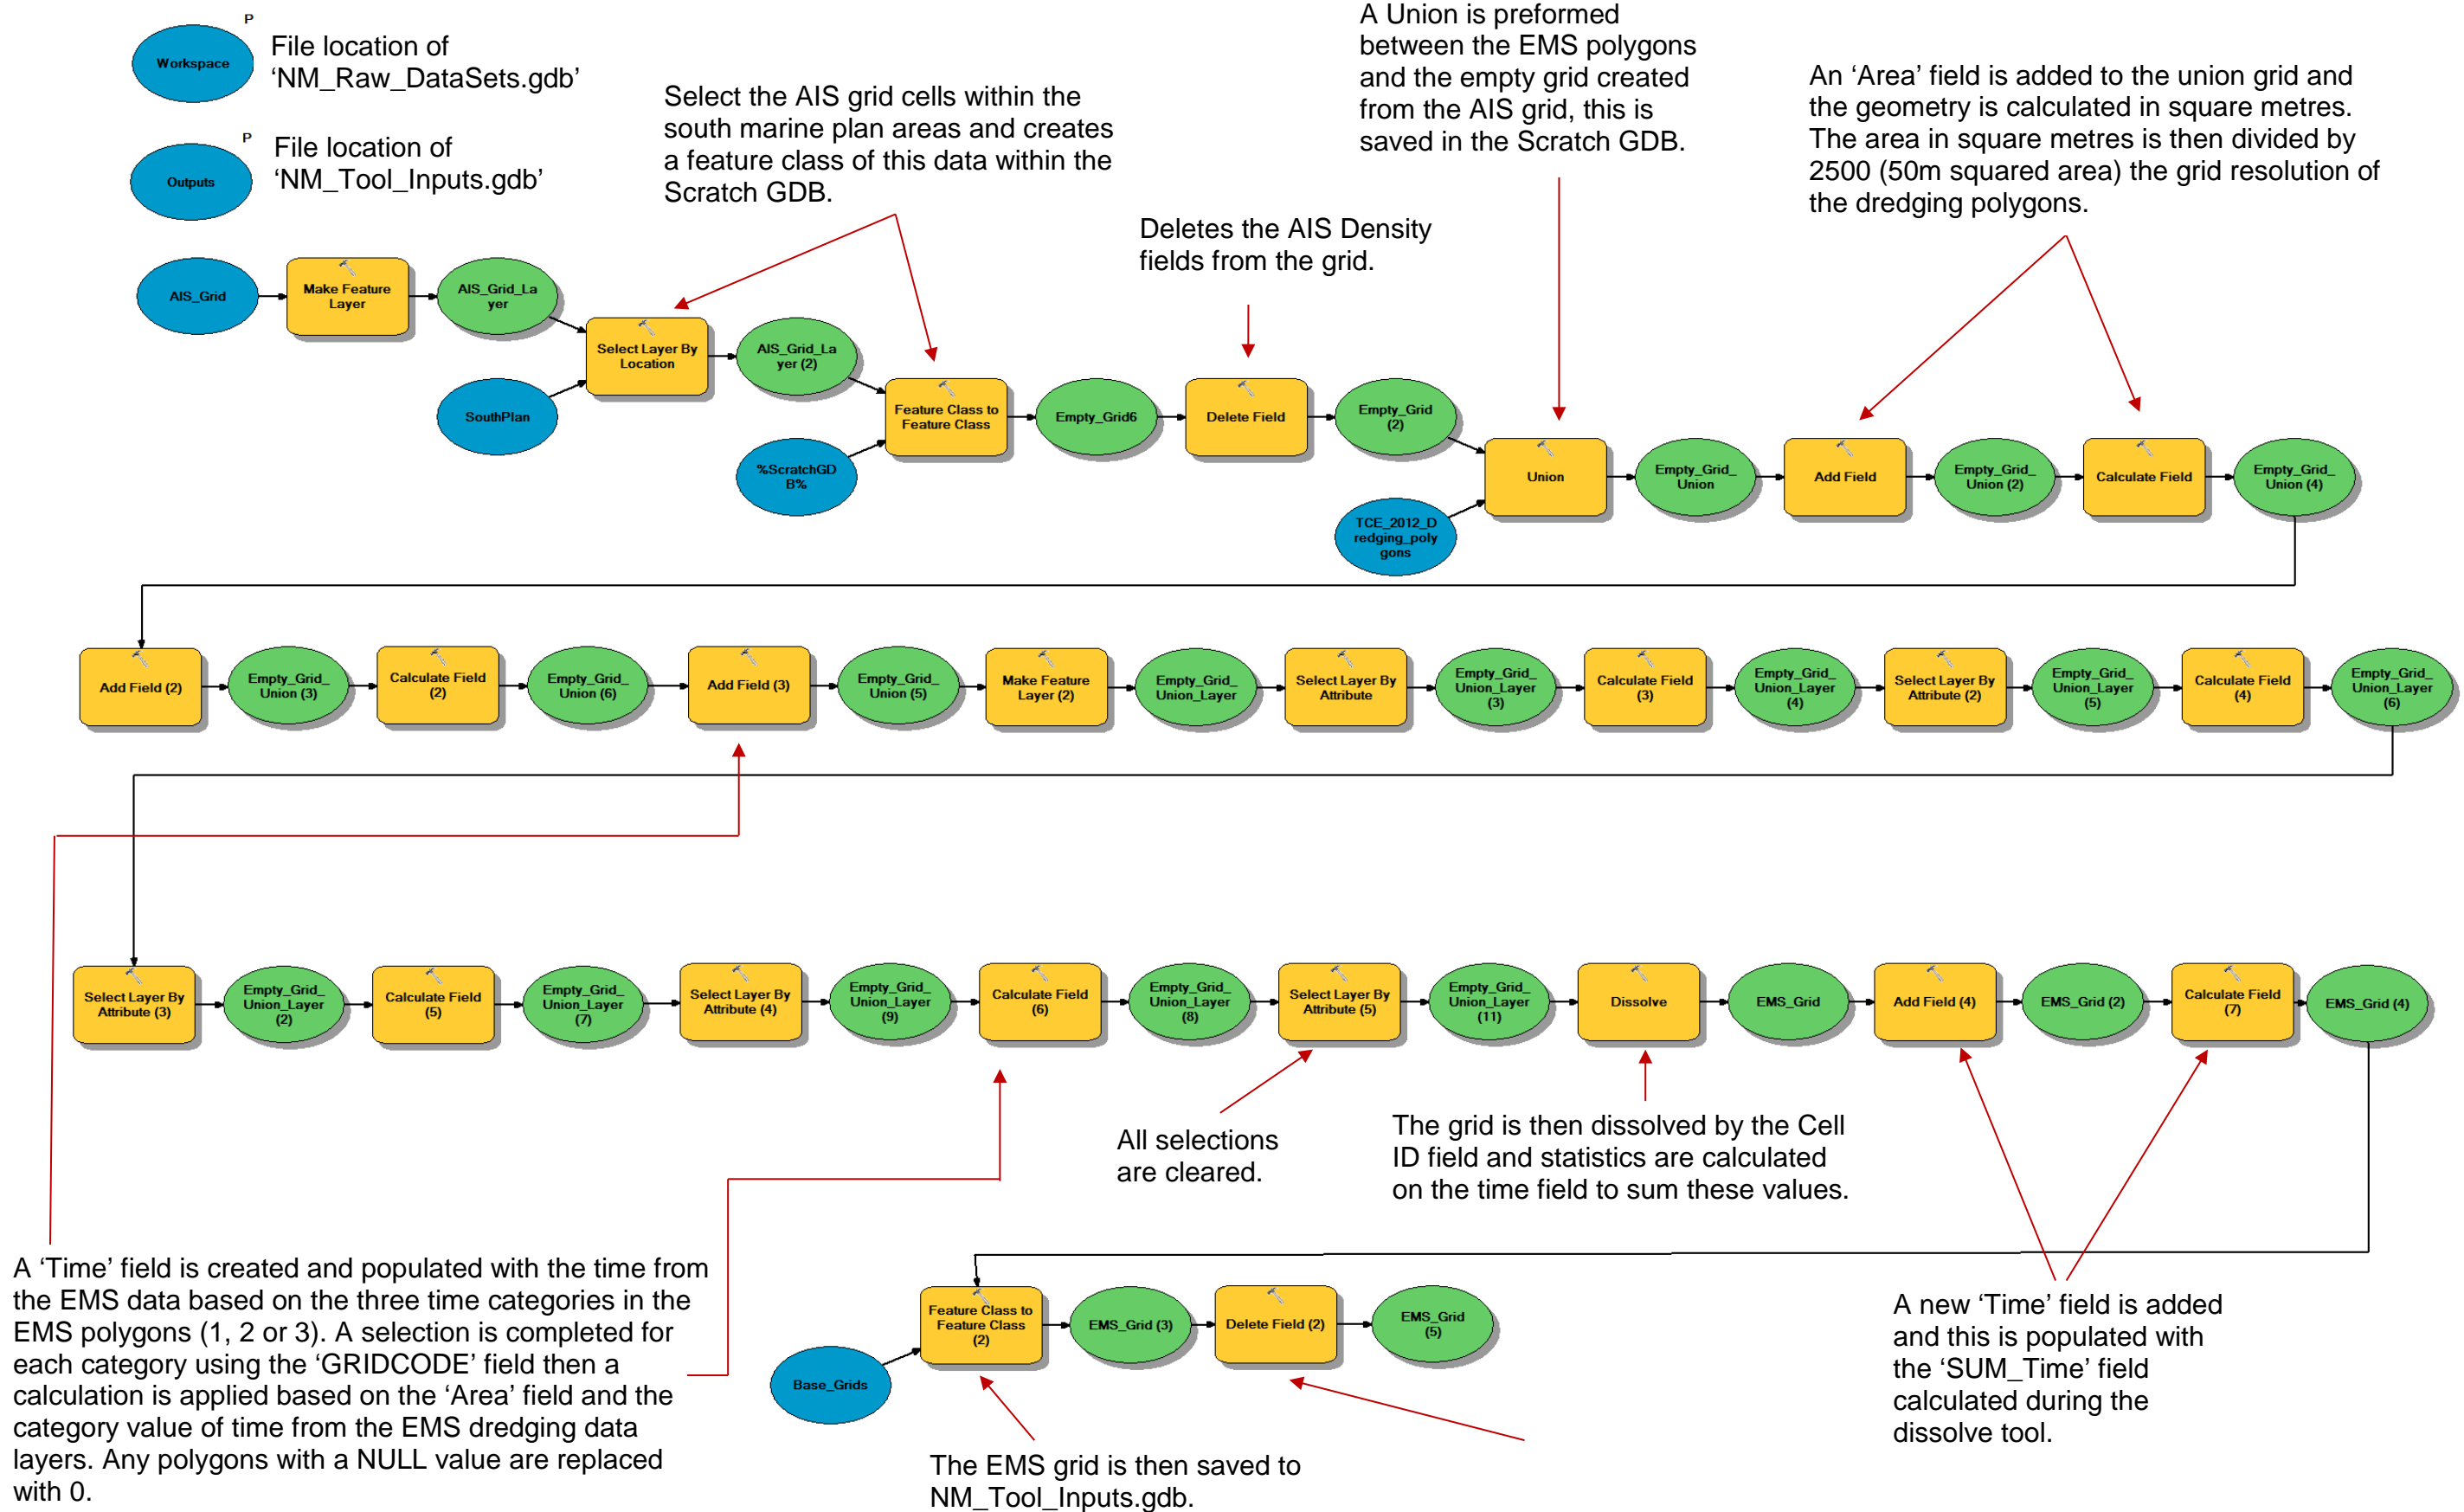 P
Workspace
File location of
‘NM_Raw_DataSets.gdb’
P
Outputs
File location of
‘NM_Tool_Inputs.gdb’
Select the AIS grid cells within the
south marine plan areas and creates
a feature class of this data within the
Scratch GDB.
Deletes the AIS Density
fields from the grid.
A Union is preformed
between the EMS polygons
and the empty grid created
from the AIS grid, this is
saved in the Scratch GDB.
An ‘Area’ field is added to the union grid and
the geometry is calculated in square metres.
The area in square metres is then divided by
2500 (50m squared area) the grid resolution of
the dredging polygons.
AIS_Grid
Make Feature
Layer
AIS_Grid_La
yer
SouthPlan
Select Layer By
Location
AIS_Grid_La
yer (2)
%ScratchGD
B%
Feature Class to
Feature Class
Empty_Grid6
Delete Field
Empty_Grid
(2)
TCE_2012_D
redging_poly
gons
Union
Empty_Grid_
Union
Add Field
Empty_Grid_
Union (2)
Calculate Field
Empty_Grid_
Union (4)
Add Field (2)
Empty_Grid_
Union (3)
Calculate Field
(2)
Empty_Grid_
Union (6)
Add Field (3)
Empty_Grid_
Union (5)
Make Feature
Layer (2)
Empty_Grid_
Union_Layer
Select Layer By
Attribute
Empty_Grid_
Union_Layer
(3)
Calculate Field
(3)
Empty_Grid_
Union_Layer
(4)
Select Layer By
Attribute (2)
Empty_Grid_
Union_Layer
(5)
Calculate Field
(4)
Empty_Grid_
Union_Layer
(6)
Select Layer By
Attribute (3)
Empty_Grid_
Union_Layer
(2)
Calculate Field
(5)
Empty_Grid_
Union_Layer
(7)
Select Layer By
Attribute (4)
Empty_Grid_
Union_Layer
(9)
Calculate Field
(6)
Empty_Grid_
Union_Layer
(8)
Select Layer By
Attribute (5)
Empty_Grid_
Union_Layer
(11)
Dissolve
EMS_Grid
Add Field (4)
EMS_Grid (2)
Calculate Field
(7)
EMS_Grid (4)
All selections
are cleared.
The grid is then dissolved by the Cell
ID field and statistics are calculated
on the time field to sum these values.
A ‘Time’ field is created and populated with the time from
the EMS data based on the three time categories in the
EMS polygons (1, 2 or 3). A selection is completed for
each category using the ‘GRIDCODE’ field then a
calculation is applied based on the ‘Area’ field and the
category value of time from the EMS dredging data
layers. Any polygons with a NULL value are replaced
with 0.
Base_Grids
Feature Class to
Feature Class
(2)
EMS_Grid (3)
Delete Field (2)
EMS_Grid
(5)
The EMS grid is then saved to
NM_Tool_Inputs.gdb.
A new ‘Time’ field is added
and this is populated with
the ‘SUM_Time’ field
calculated during the
dissolve tool.